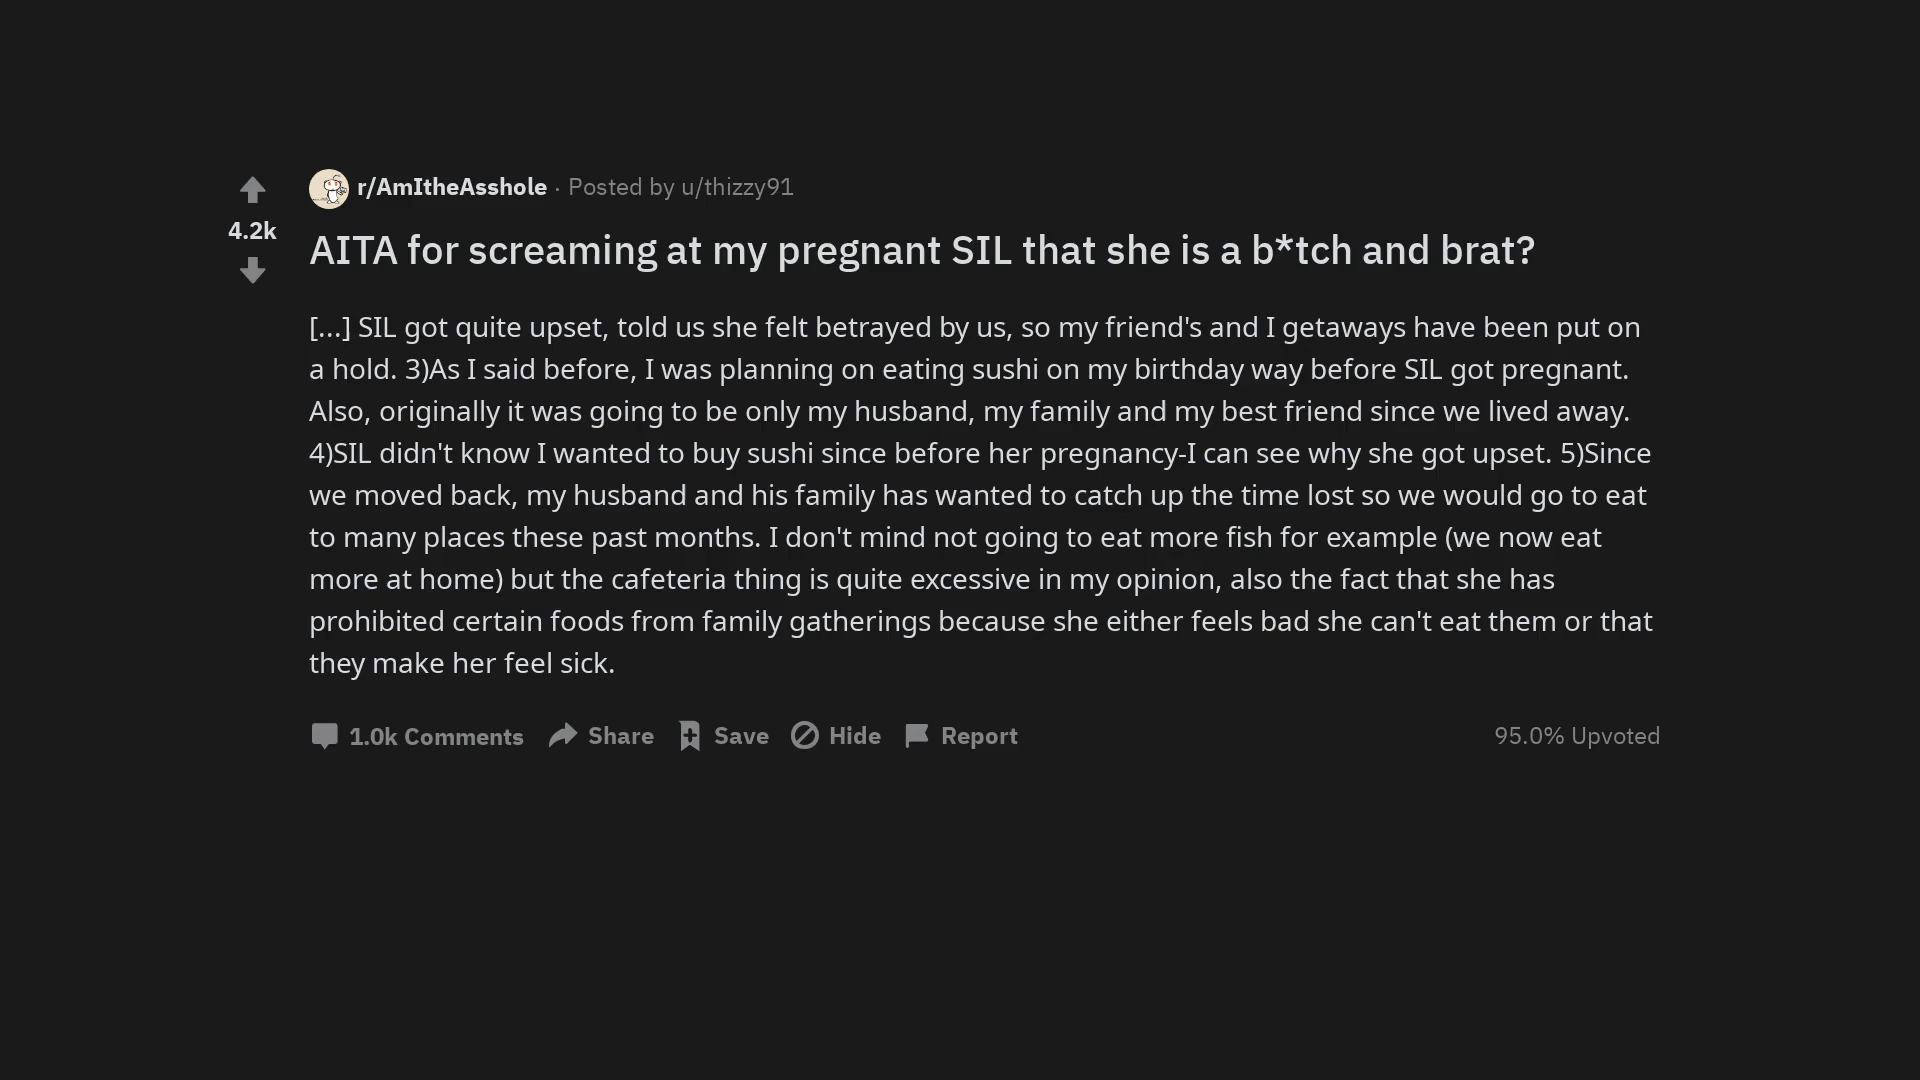 r/AmItheAsshole · Posted by u/thizzy91
4.2k
AITA for screaming at my pregnant SIL that she is a b*tch and brat?
[...] SIL got quite upset, told us she felt betrayed by us, so my friend's and I getaways have been put on
a hold. 3)As I said before, I was planning on eating sushi on my birthday way before SIL got pregnant.
Also, originally it was going to be only my husband, my family and my best friend since we lived away.
4)SIL didn't know I wanted to buy sushi since before her pregnancy-I can see why she got upset. 5)Since
we moved back, my husband and his family has wanted to catch up the time lost so we would go to eat
to many places these past months. I don't mind not going to eat more fish for example (we now eat
more at home) but the cafeteria thing is quite excessive in my opinion, also the fact that she has
prohibited certain foods from family gatherings because she either feels bad she can't eat them or that
they make her feel sick.
1.0k Comments Share Save Hide Report 95.0% Upvoted